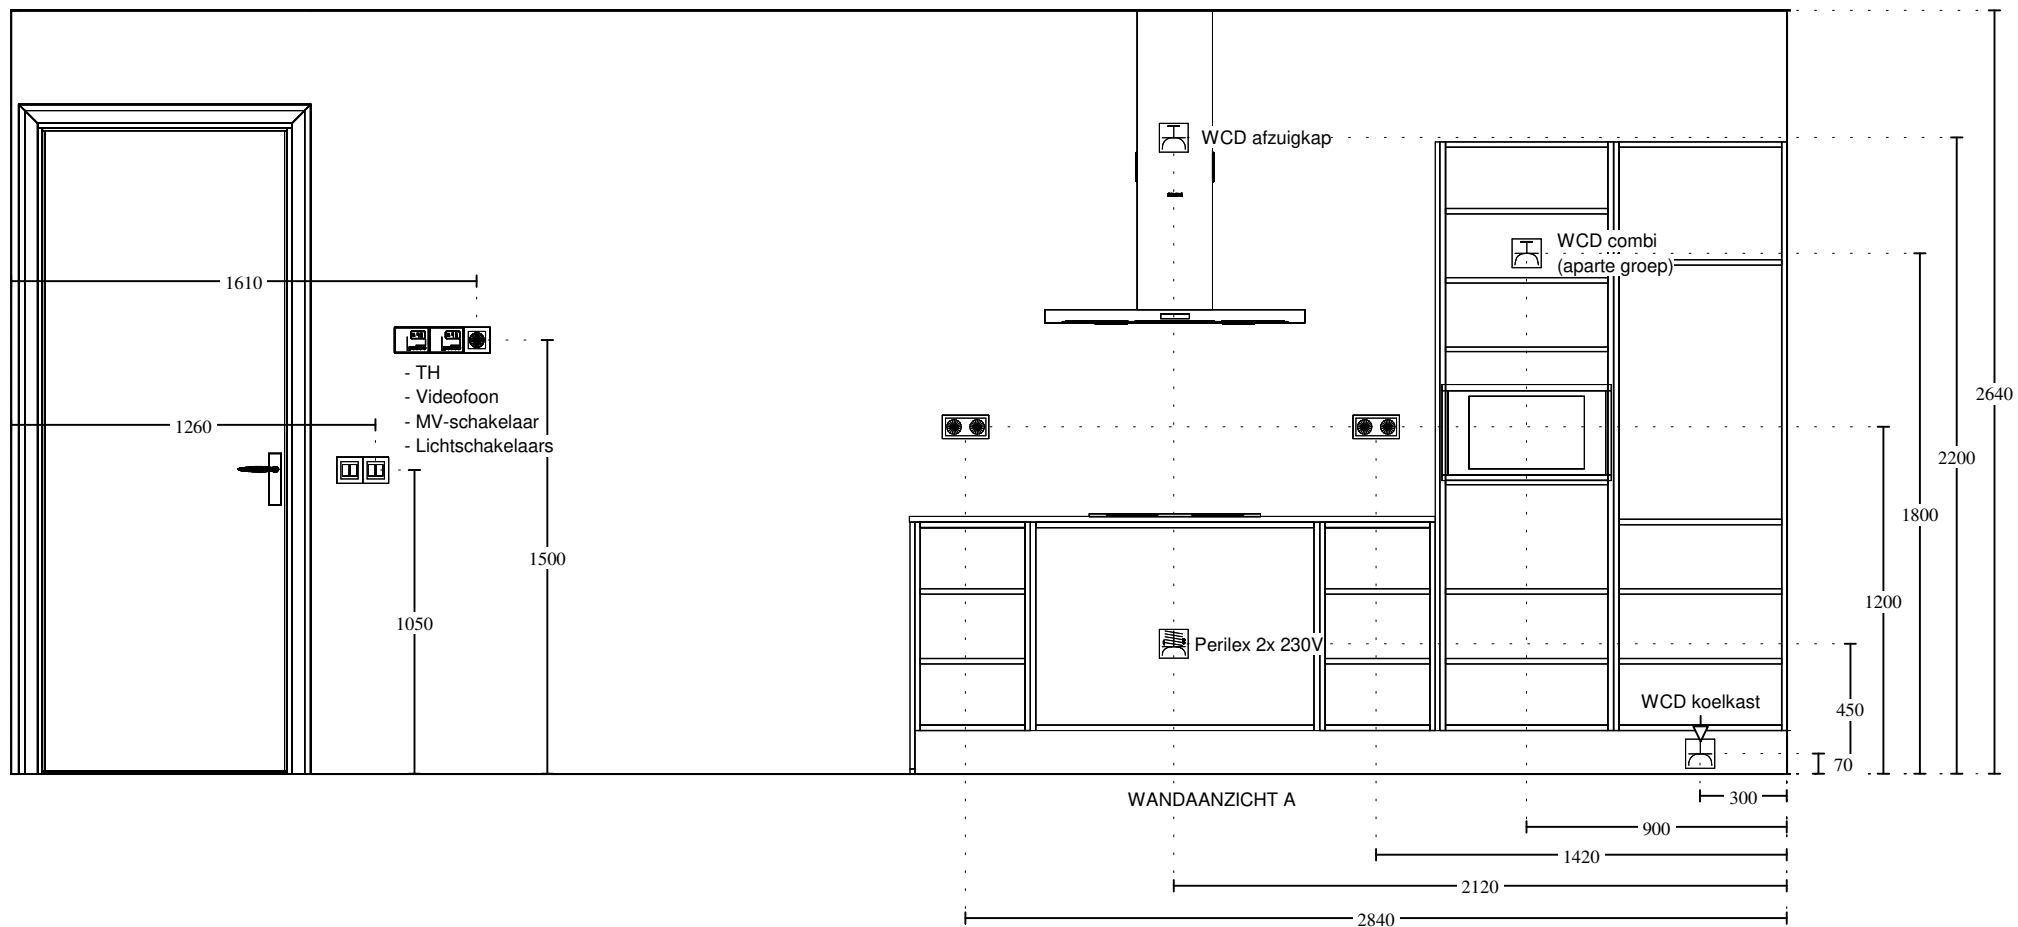 WCD afzuigkap
WCD combi
(aparte groep)
1610
- TH
- Videofoon
- MV-schakelaar
- Lichtschakelaars
1260
2640
2200
1800
1500
1200
1050
Perilex 2x 230V
WCD koelkast
450
70
WANDAANZICHT A
300
900
1420
2120
2840